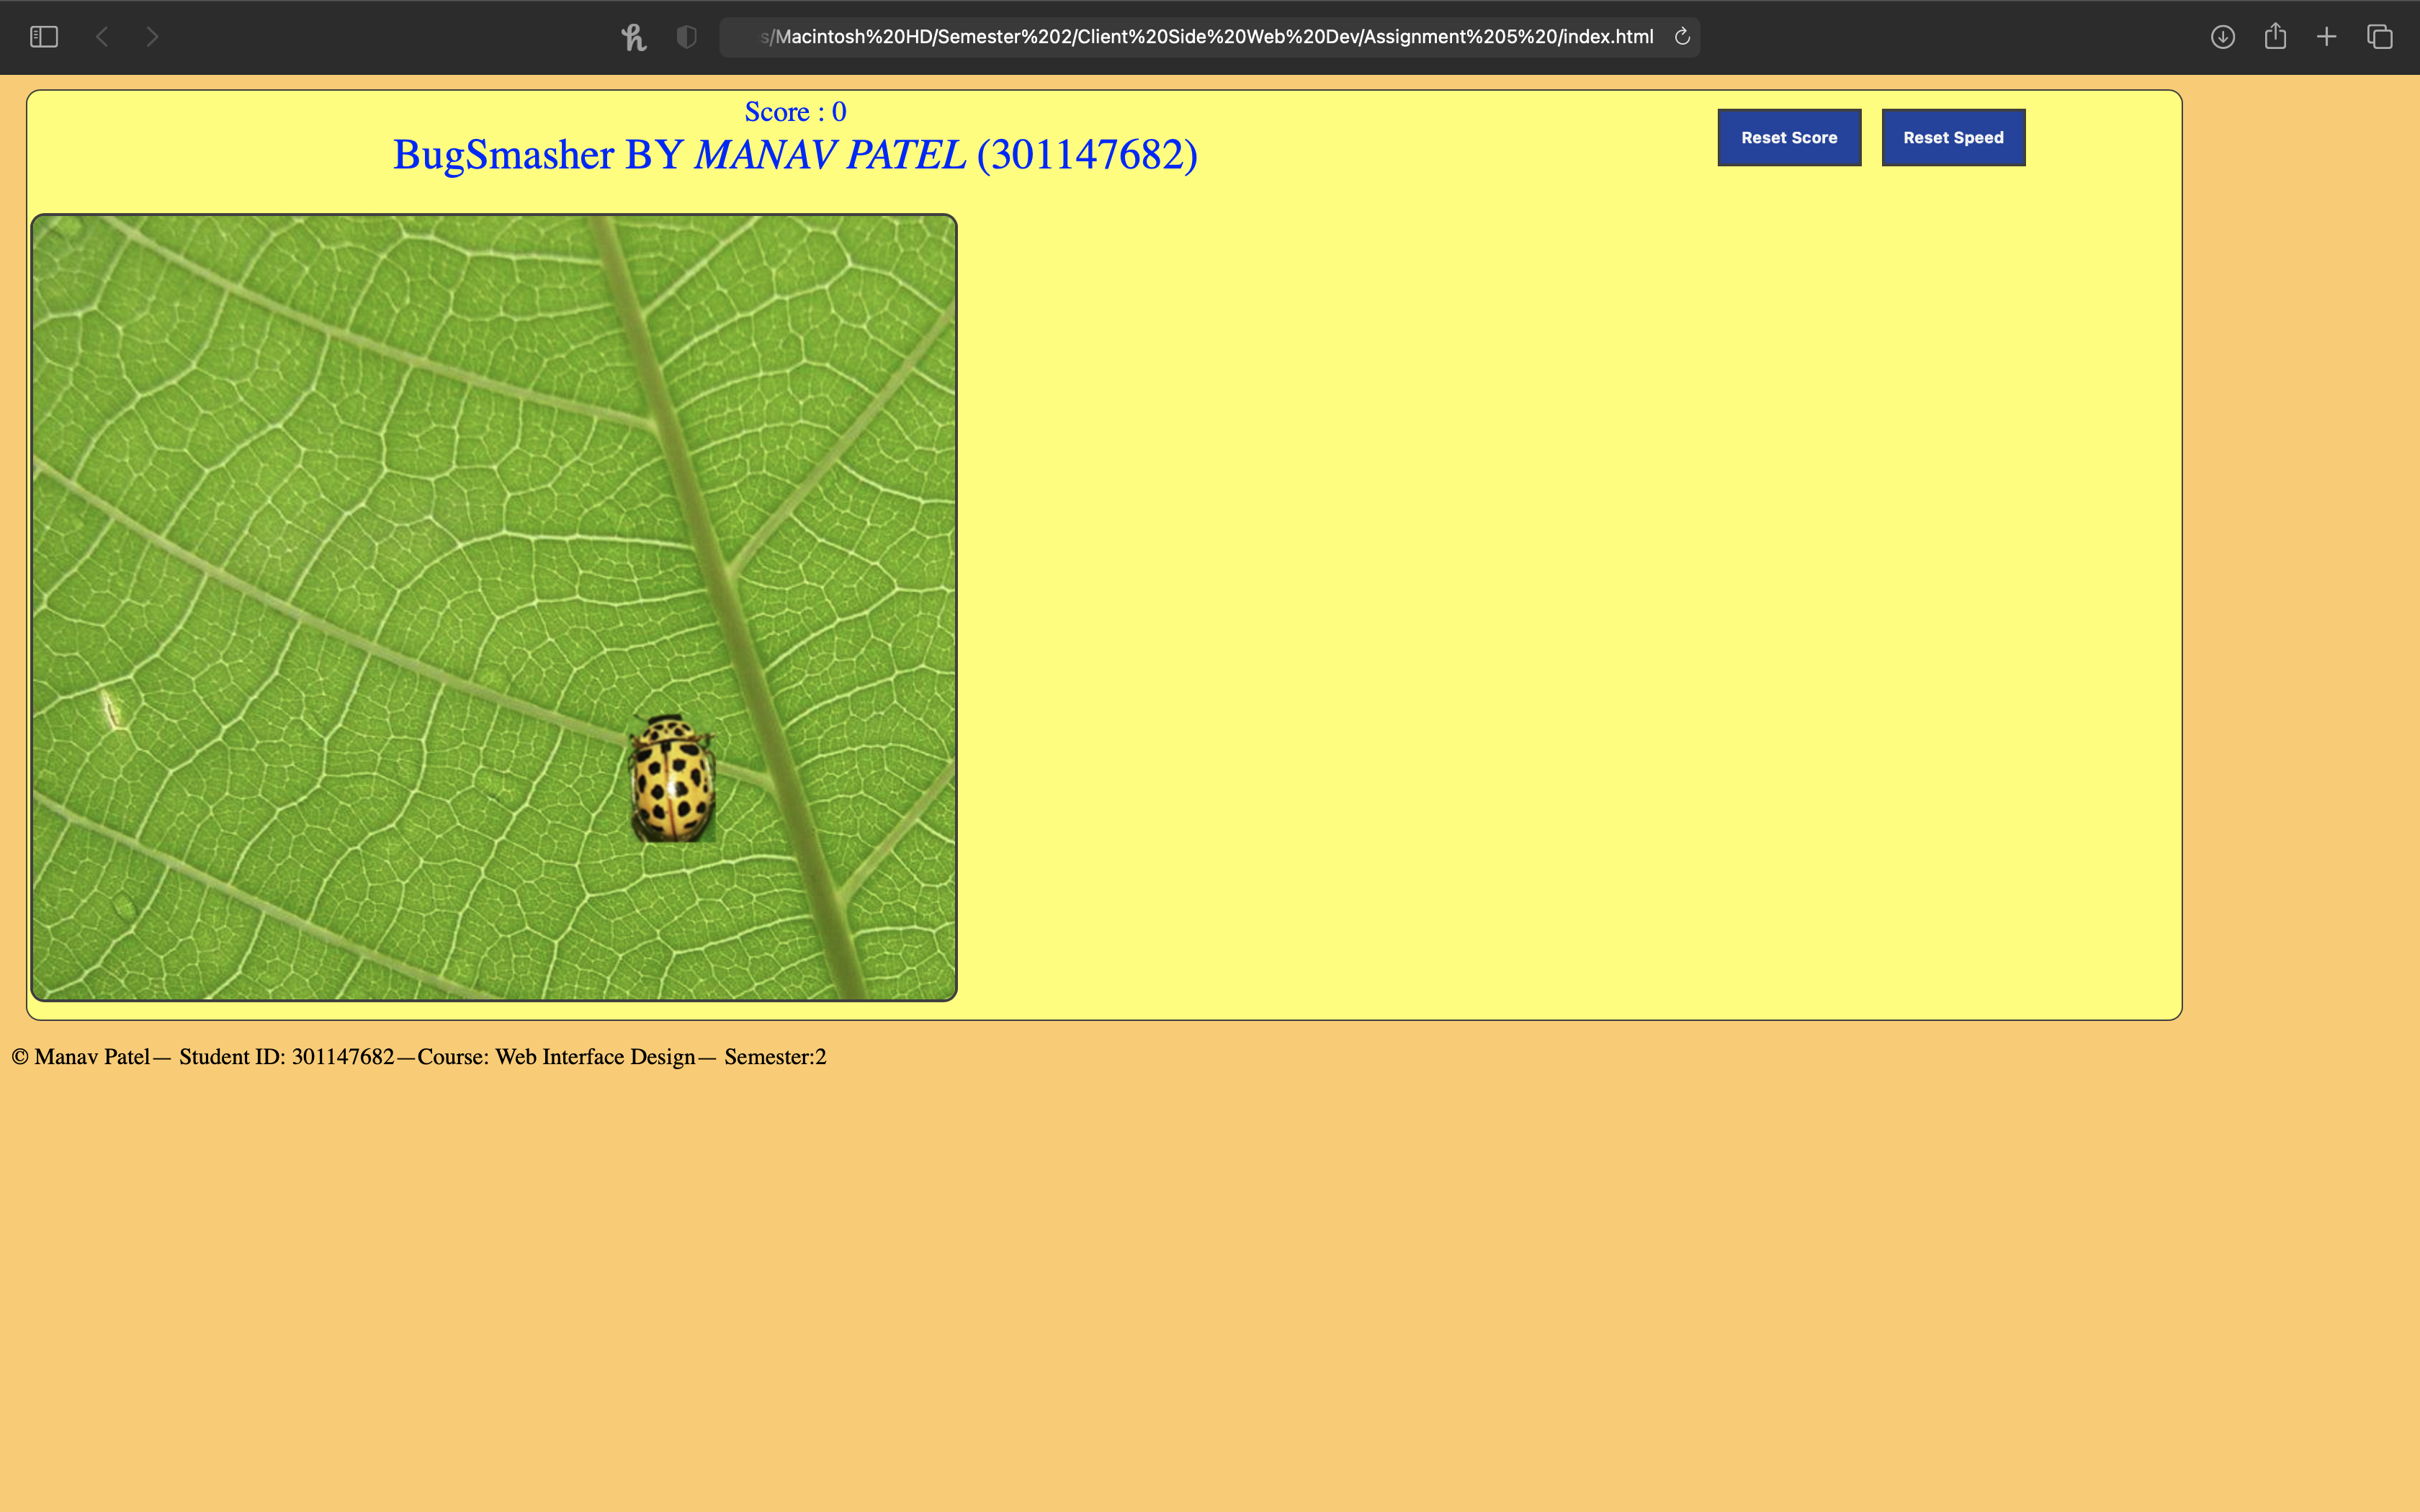 s/Macintosh%20HD/Semester%202/Client%20Side%20Web%20Dev/Assignment%205%20/index.html
Score : 0
BugSmasher BY MANAV PATEL (301147682)
Reset Score
Reset Speed
© Manav Patel— Student ID: 301147682—Course: Web Interface Design— Semester:2